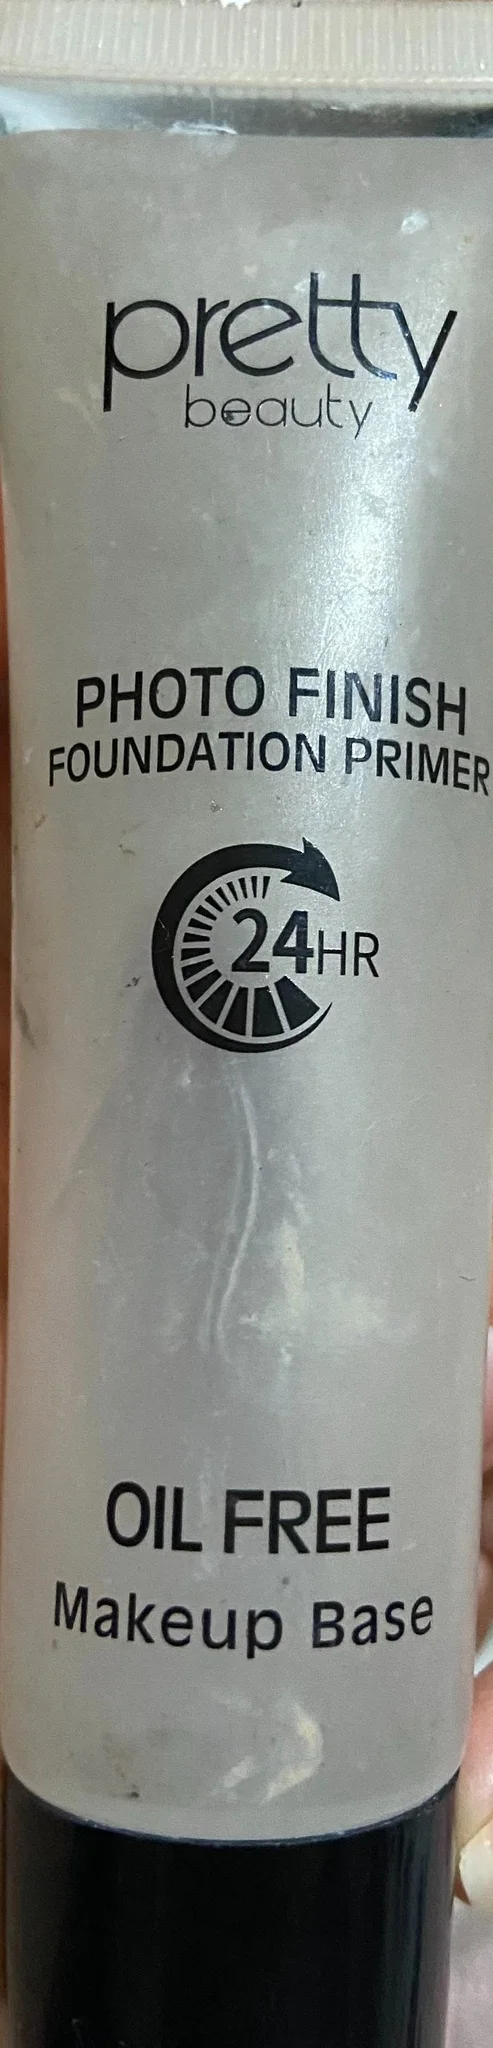 pretty
beauty
PHOTO FINISH
FOUNDATION PRIMER
24HR
OIL FREE
Makeup Base